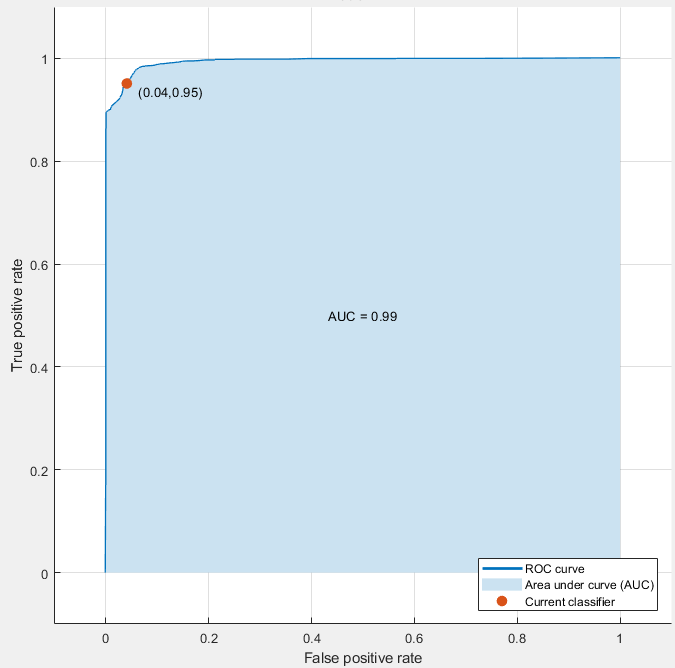 1
(0.04,0.95)
0.8
0.6
True positive rate
AUC = 0.99
0.4
0.2
0
ROC curve
Area under curve (AUC)
Current classifier
0 0.2 0.4 0.6 0.8 1
False positive rate